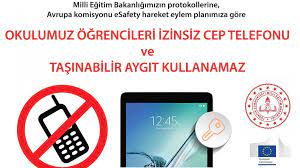 Milli Eğitim Bakanlığımızın protokollerine,
Avrupa komisyonu eSafety hareket eylem planımıza göre
OKULUMUZ ÖĞRENCİLERİ İZİNSİZ CEP TELEFONU
ve
TAŞINABİLİR AYGIT KULLANAMAZ